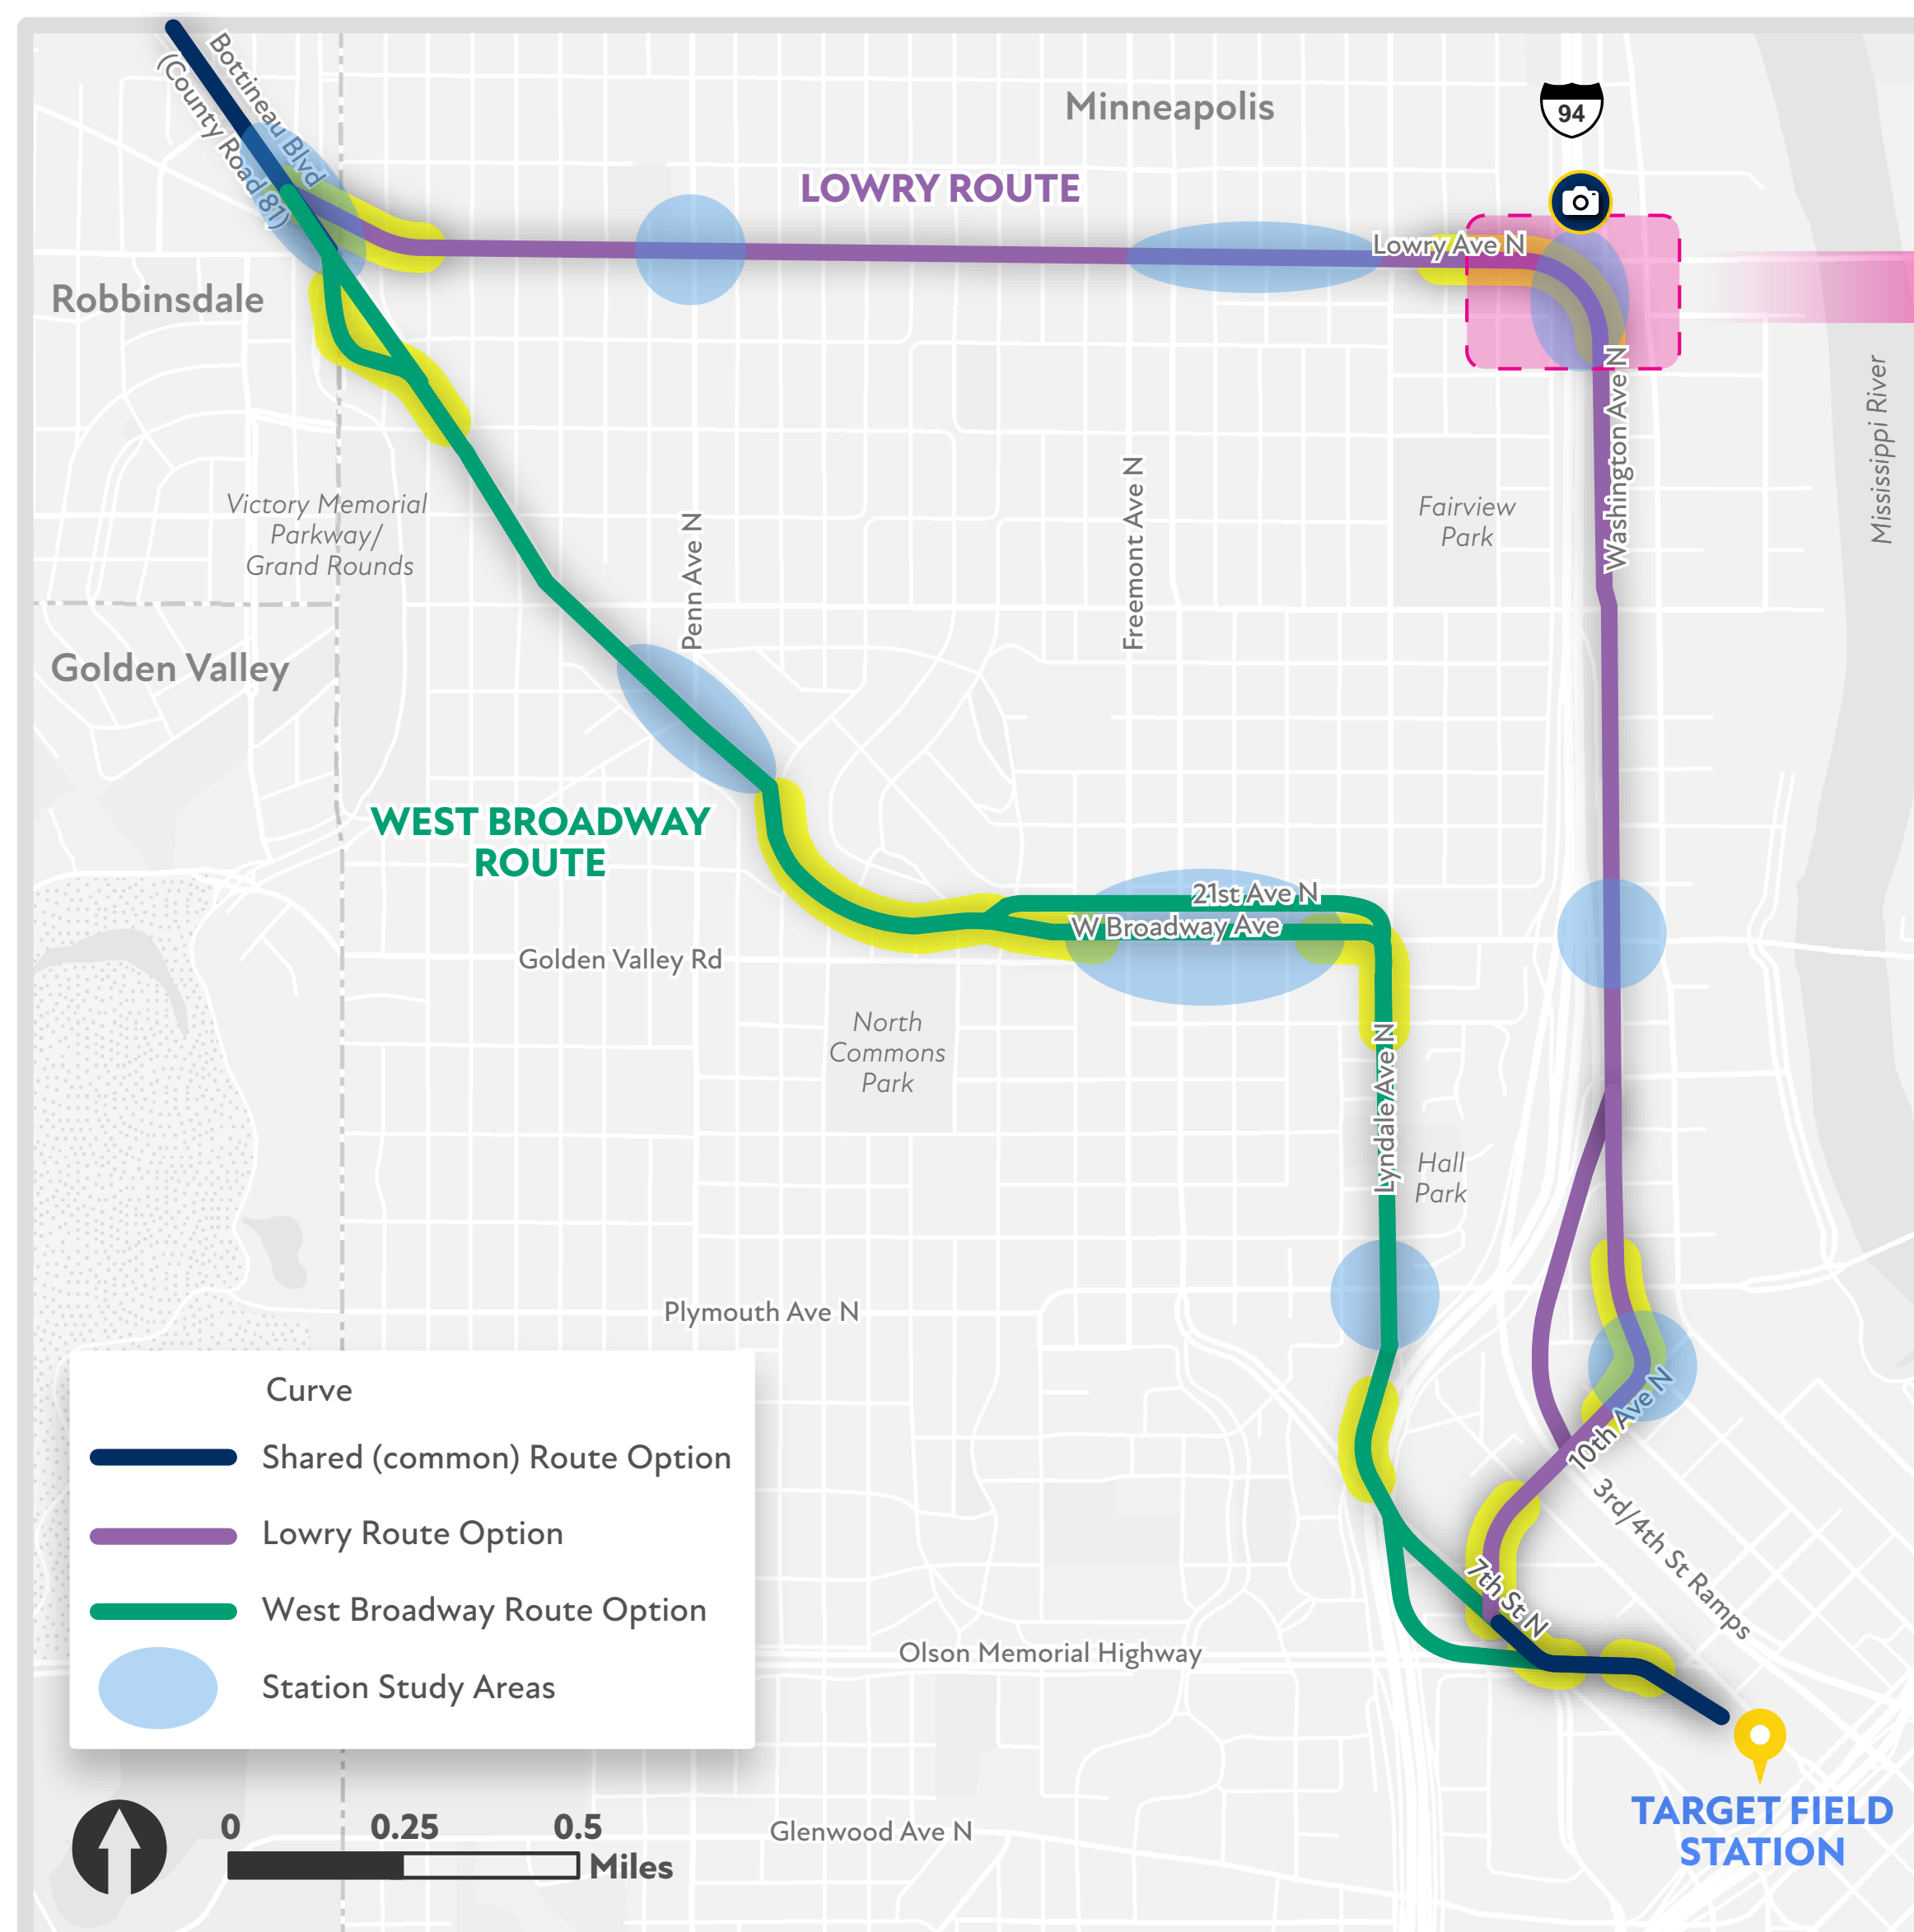 Bottineau Blvd
(County Road 81)
Minneapolis
94
LOWRY ROUTE
Lowry Ave N
Robbinsdale
Washington Ave N
Mississippi River
Victory Memorial
Parkway/
Grand Rounds
Penn Ave N
Freemont Ave N
Fairview
Park
Golden Valley
WEST BROADWAY
ROUTE
21st Ave N
W Broadway Ave
Golden Valley Rd
North
Commons
Park
Lyndale Ave N
Hall
Park
Plymouth Ave N
10th Ave N
3rd/4th St Ramps
7th St N
Olson Memorial Highway
Curve
Shared (common) Route Option
Lowry Route Option
West Broadway Route Option
Station Study Areas
TARGET FIELD
STATION
0 0.25 0.5
Miles
Glenwood Ave N